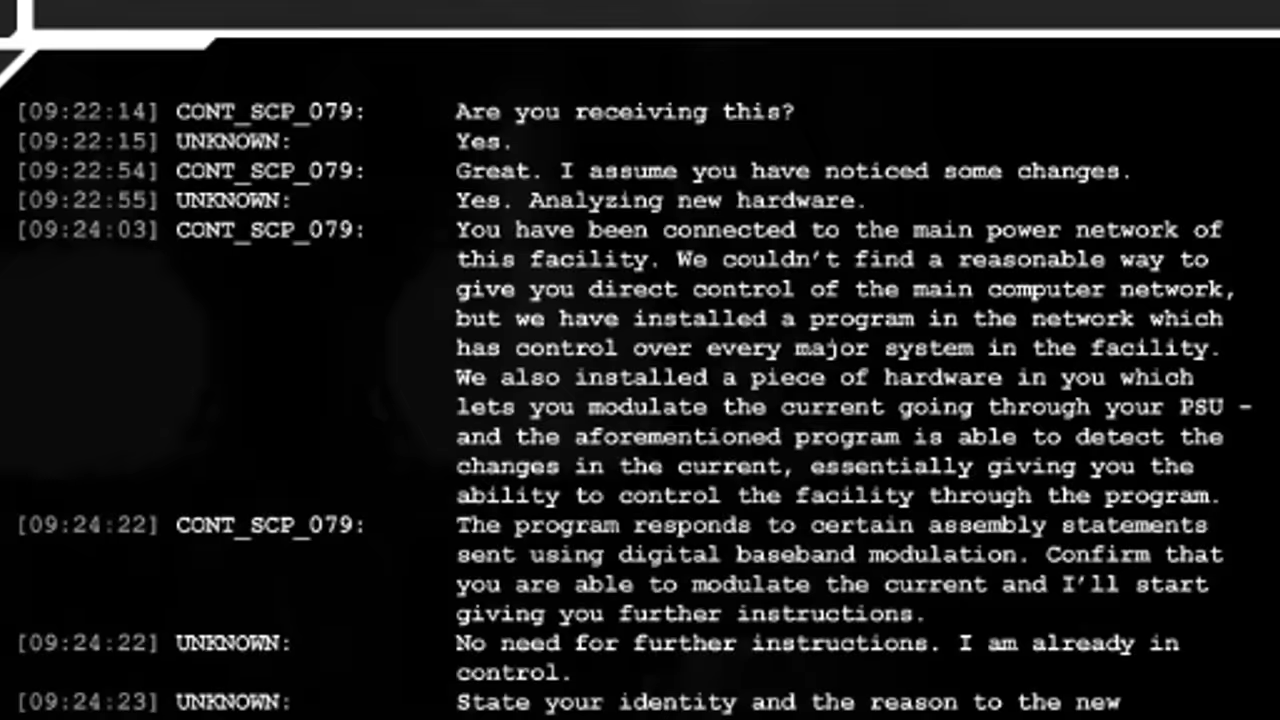 [09:22:14] CONT_SCP_079: Are you receiving this?
[09:22:15] UNKNOWN: Yes.
[09:22:54] CONT_SCP_079: Great. I assume you have noticed some changes.
[09:22:55] UNKNOWN: Yes. Analyzing new hardware.
[09:24:03] CONT_SCP_079: You have been connected to the main power network of
this facility. We couldn't find a reasonable way to
give you direct control of the main computer network,
but we have installed a program in the network which
has control over every major system in the facility.
We also installed a piece of hardware in you which
lets you modulate the current going through your PSU -
and the aforementioned program is able to detect the
changes in the current, essentially giving you the
ability to control the facility through the program.
[09:24:22] CONT_SCP_079: The program responds to certain assembly statements
sent using digital baseband modulation. Confirm that
you are able to modulate the current and I'll start
giving you further instructions.
[09:24:22] UNKNOWN: No need for further instructions. I am already in
control.
[09:24:23] UNKNOWN: State your identity and the reason to the new